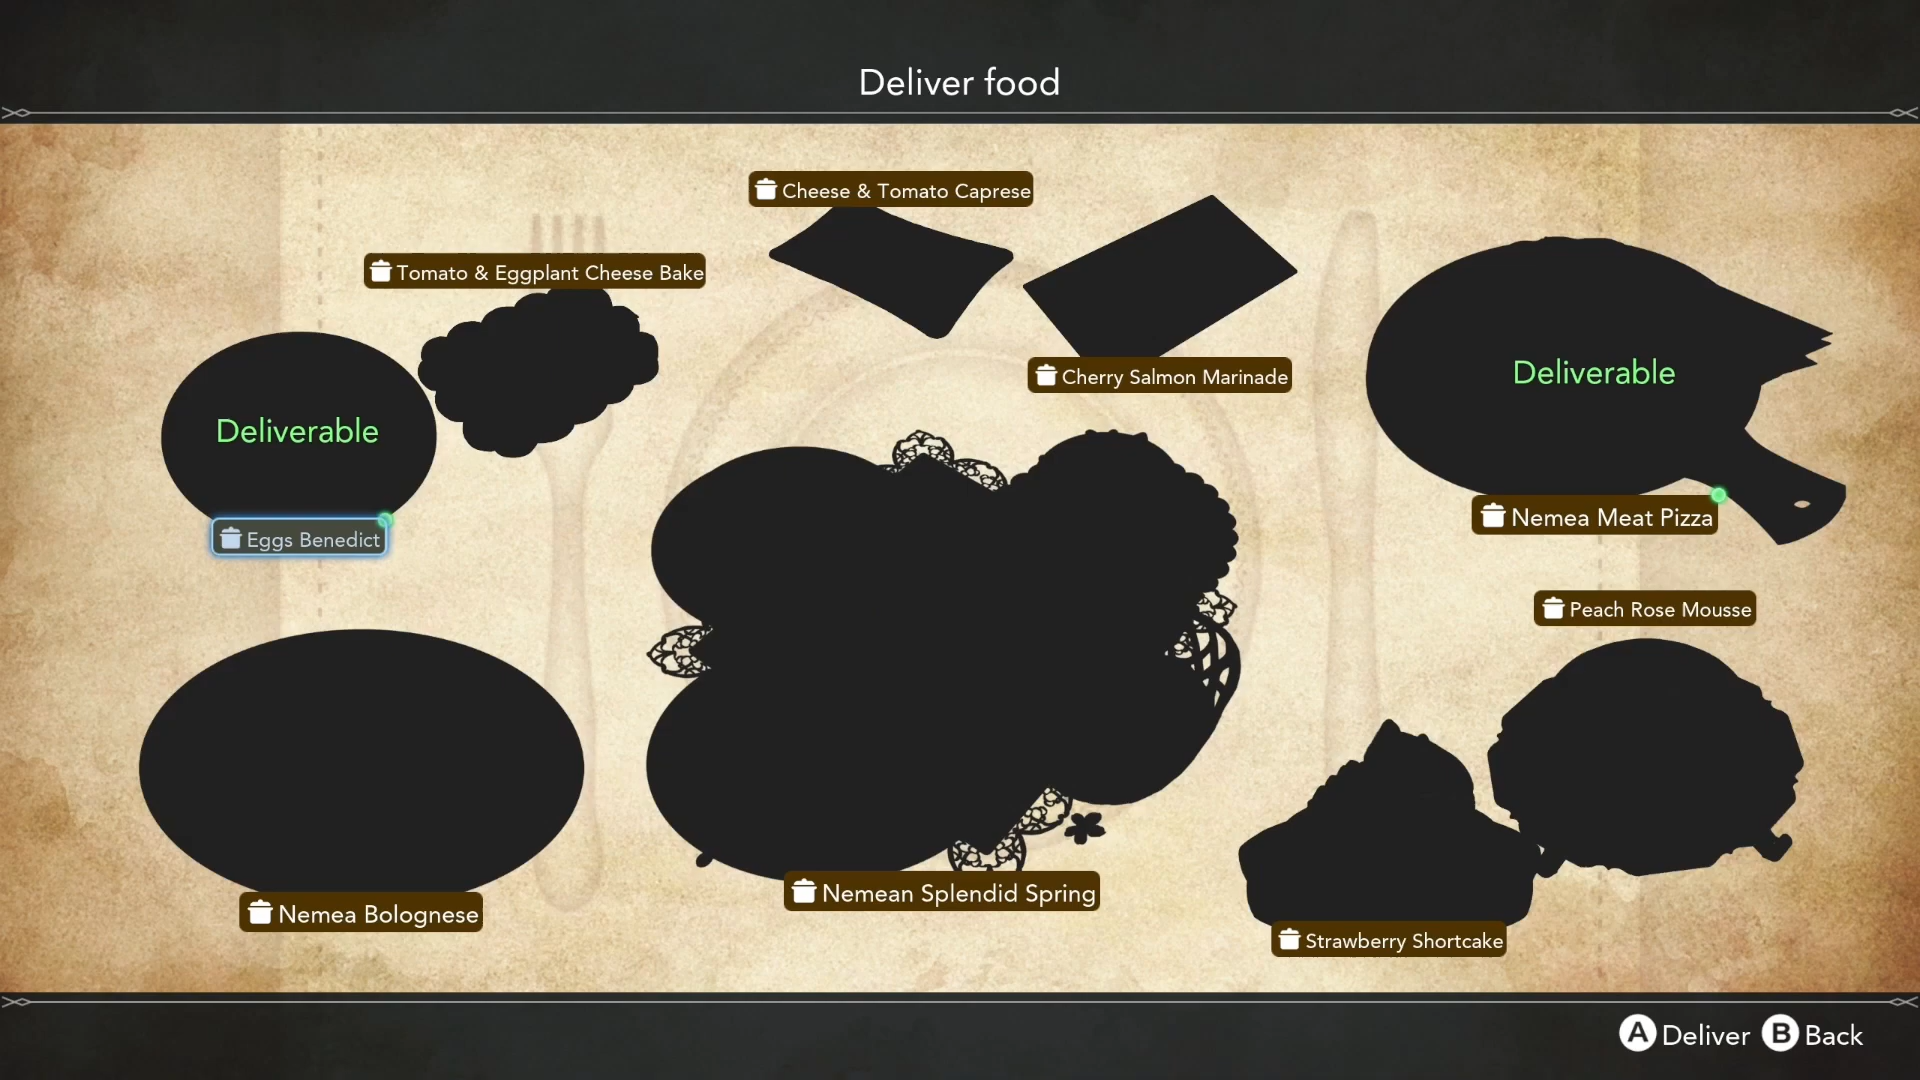 Deliver food
Cheese & Tomato Caprese
Tomato & Eggplant Cheese Bake
Cherry Salmon Marinade
Deliverable
Deliverable
Eggs Benedict
Nemea Meat Pizza
Peach Rose Mousse
Nemea Bolognese
Nemean Splendid Spring
Strawberry Shortcake
A Deliver B Back